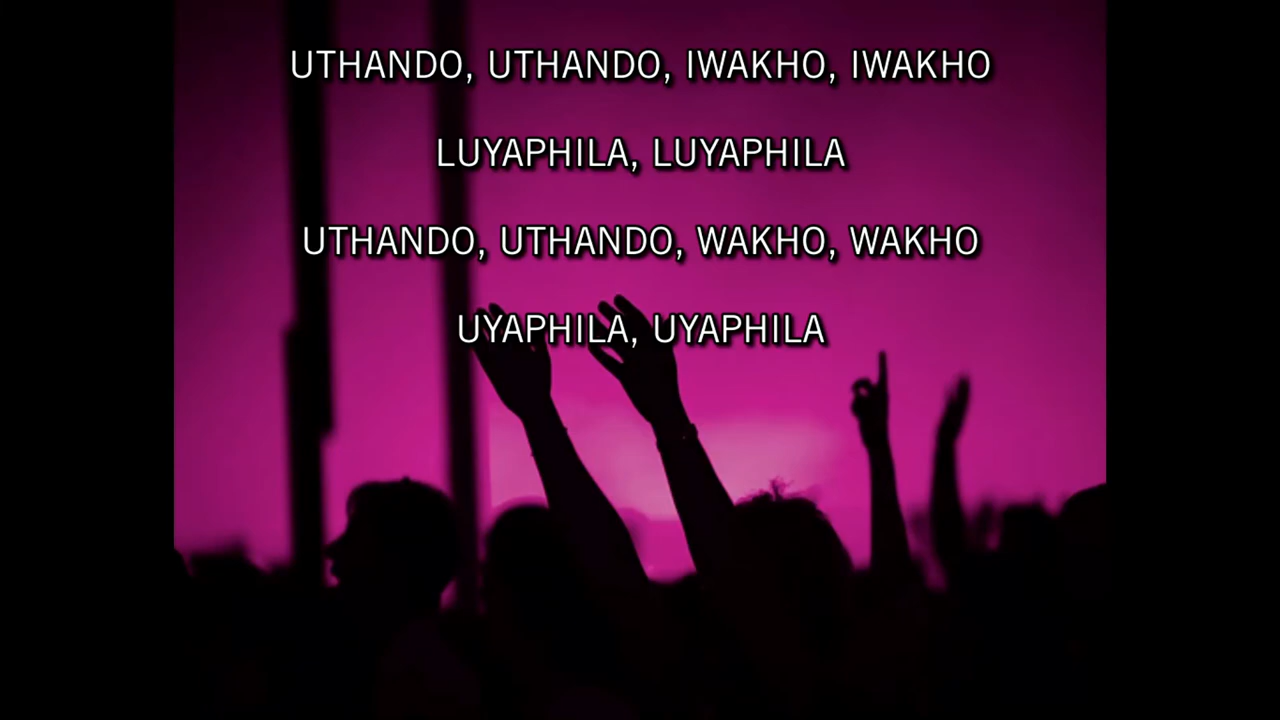 UTHANDO, UTHANDO, IWAKHO, IWAKHO
LUYAPHILA, LUYAPHILA
UTHANDO, UTHANDO, WAKHO, WAKHO
UYAPHILA, UYAPHILA